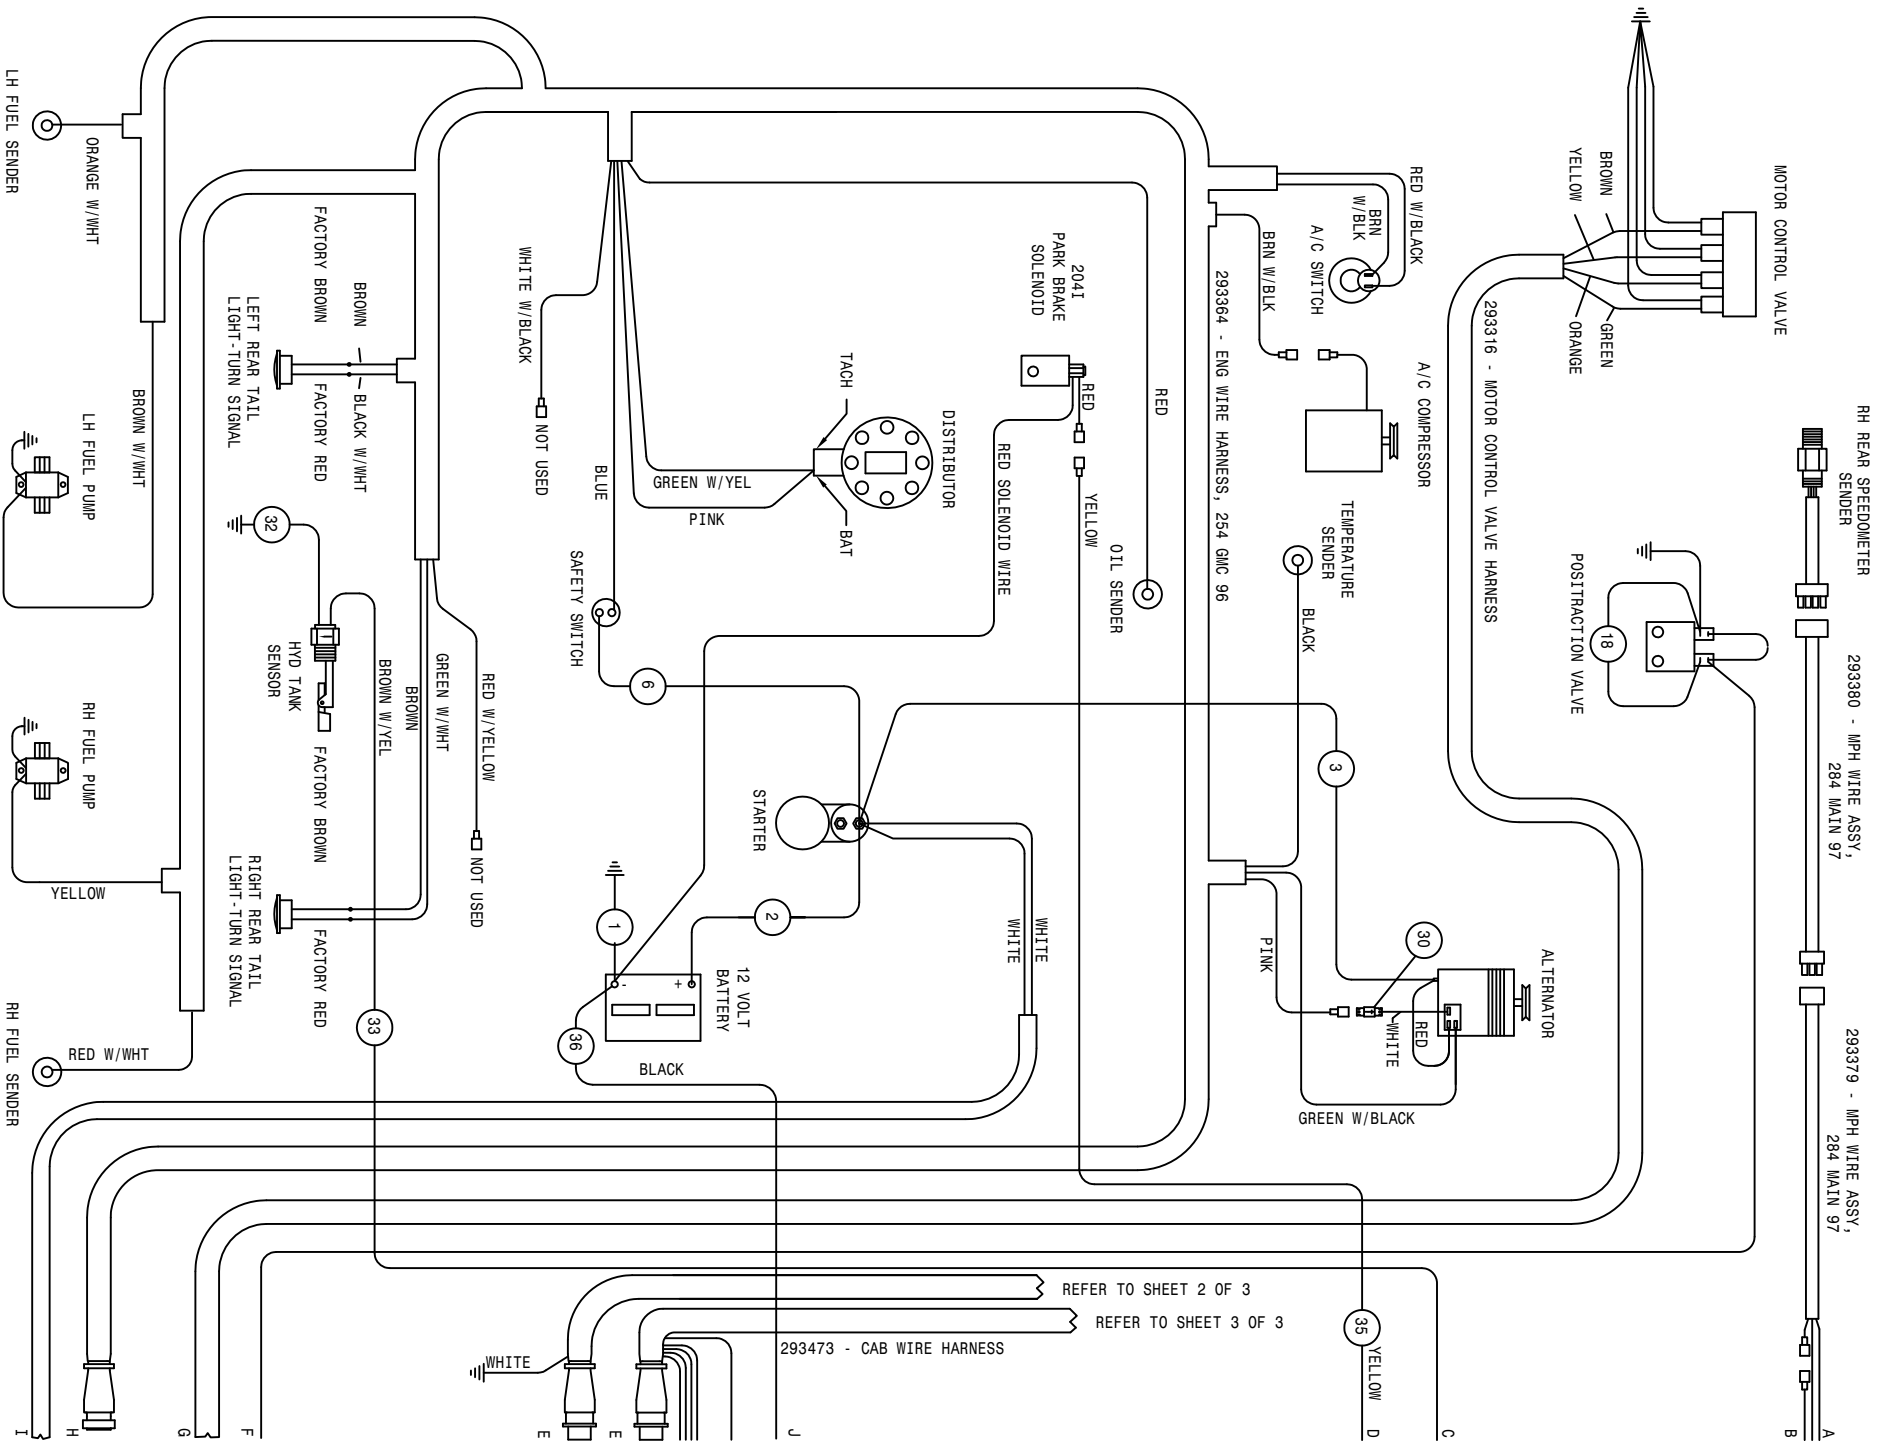 MOTOR CONTROL VALVE
BROWN
YELLOW
GREEN
ORANGE
293316 - MOTOR CONTROL VALVE HARNESS
RH REAR SPEEDOMETER
SENDER
293380 - MPH WIRE ASSY,
284 MAIN 97
293379 - MPH WIRE ASSY,
284 MAIN 97
POSITRACTION VALVE
18
RED W/BLACK
BRN
W/BLK
A/C SWITCH
BRN W/BLK
A/C COMPRESSOR
293364 - ENG WIRE HARNESS, 254 GMC 96
TEMPERATURE
SENDER
BLACK
3
30
ALTERNATOR
WHITE
RED
PINK
GREEN W/BLACK
204I
PARK BRAKE
SOLENOID
RED
RED
YELLOW
OIL SENDER
RED SOLENOID WIRE
DISTRIBUTOR
TACH
BAT
GREEN W/YEL
PINK
WHITE W/BLACK
NOT USED
BLUE
SAFETY SWITCH
6
STARTER
WHITE
WHITE
2
1
12 VOLT
BATTERY
-
+
36
BLACK
LH FUEL SENDER
ORANGE W/WHT
BROWN W/WHT
FACTORY BROWN
BROWN
FACTORY RED
BLACK W/WHT
LEFT REAR TAIL
LIGHT-TURN SIGNAL
LH FUEL PUMP
32
HYD TANK
SENSOR
BROWN W/YEL
BROWN
GREEN W/WHT
RED W/YELLOW
NOT USED
RH FUEL PUMP
YELLOW
FACTORY BROWN
FACTORY RED
RIGHT REAR TAIL
LIGHT-TURN SIGNAL
33
RED W/WHT
RH FUEL SENDER
REFER TO SHEET 2 OF 3
REFER TO SHEET 3 OF 3
293473 - CAB WIRE HARNESS
WHITE
35
YELLOW
A
B
C
D
J
E
E
F
G
H
I